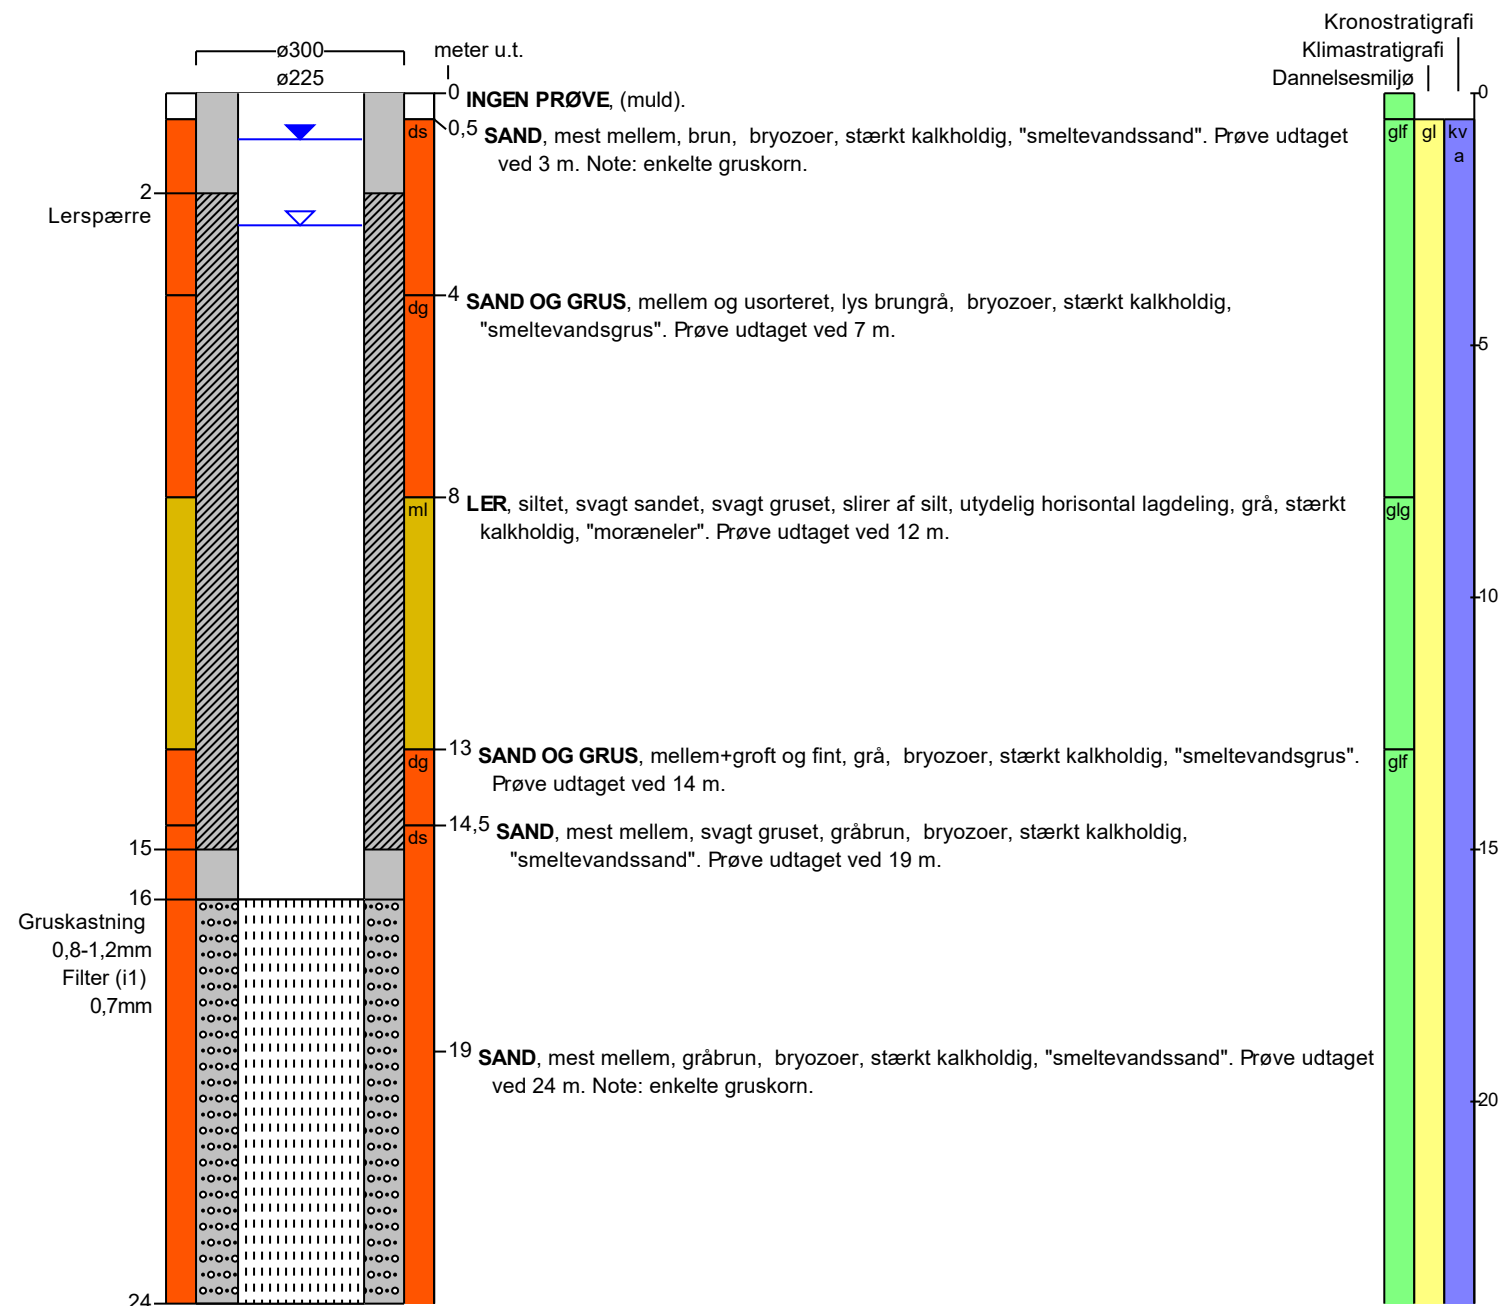 Kronostratigrafi
ø300
meter u.t.
Klimastratigrafi
ø225
Dannelsesmiljø
0 INGEN PRØVE, (muld).
0
ds
0,5 SAND, mest mellem, brun, bryozoer, stærkt kalkholdig, "smeltevandssand". Prøve udtaget
ved 3 m. Note: enkelte gruskorn.
glf
gl
kv
a
2
Lerspærre
4 SAND OG GRUS, mellem og usorteret, lys brungrå, bryozoer, stærkt kalkholdig,
dg
"smeltevandsgrus". Prøve udtaget ved 7 m.
5
8 LER, siltet, svagt sandet, svagt gruset, slirer af silt, utydelig horisontal lagdeling, grå, stærkt
ml
kalkholdig, "moræneler". Prøve udtaget ved 12 m.
glg
10
13 SAND OG GRUS, mellem+groft og fint, grå, bryozoer, stærkt kalkholdig, "smeltevandsgrus".
dg
Prøve udtaget ved 14 m.
glf
14,5 SAND, mest mellem, svagt gruset, gråbrun, bryozoer, stærkt kalkholdig,
ds
"smeltevandssand". Prøve udtaget ved 19 m.
15
15
16
Gruskastning
0,8-1,2mm
Filter (i1)
0,7mm
19 SAND, mest mellem, gråbrun, bryozoer, stærkt kalkholdig, "smeltevandssand". Prøve udtaget
ved 24 m. Note: enkelte gruskorn.
20
24